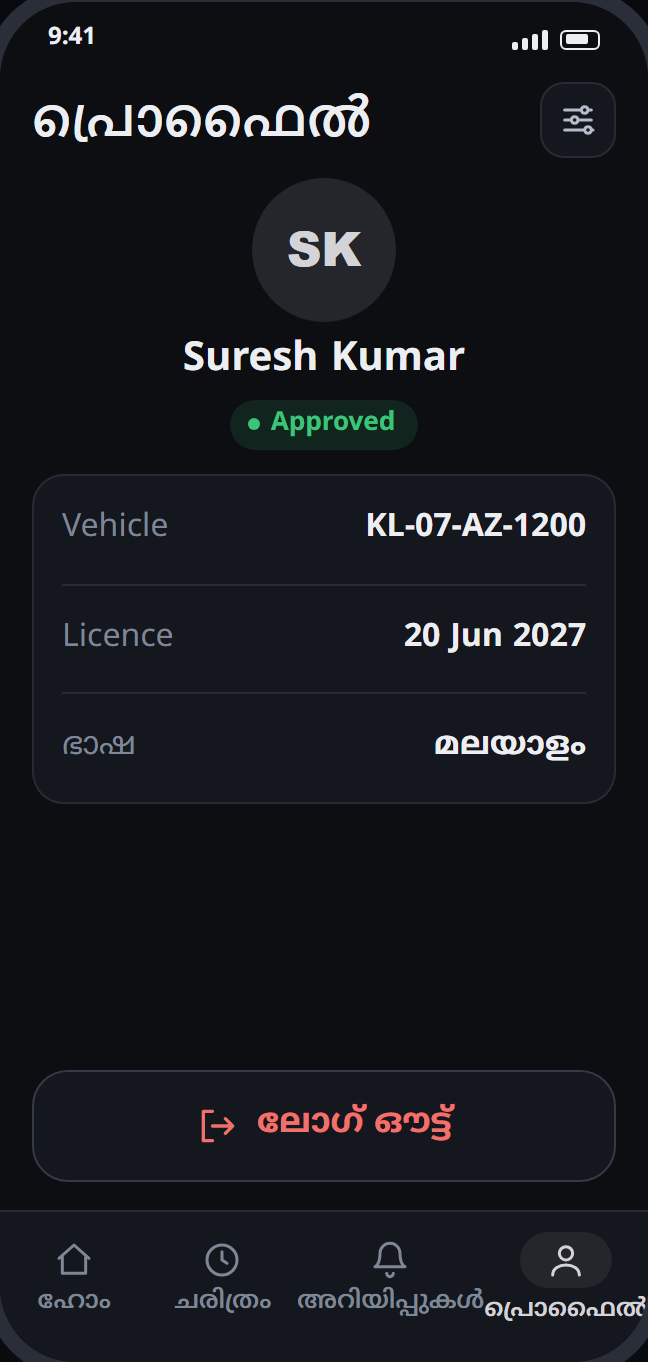 9:41
പ്രൊഫൈൽ
SK
Suresh Kumar
Approved
Vehicle KL-07-AZ-1200
Licence 20 Jun 2027
ഭാഷ മലയാളം
ലോഗ് ഔട്ട്
ഹോം ചരിത്രം അറിയിപ്പുകൾ പ്രൊഫൈൽ